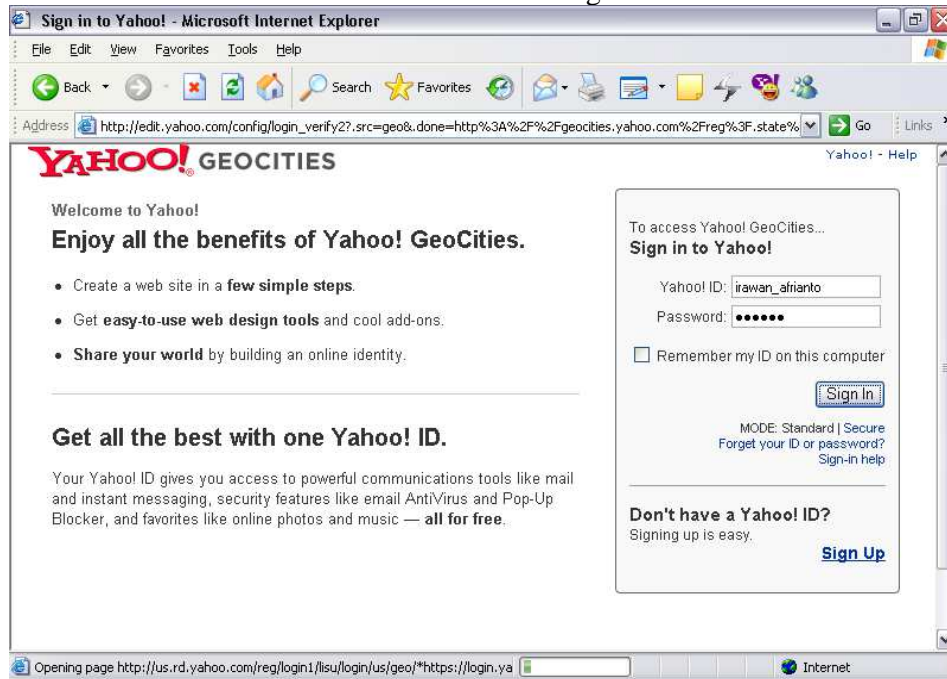 Sign in to Yahoo! - Microsoft Internet Explorer
File Edit View Favorites Tools Help
Back Search Favorites
Address http://edit.yahoo.com/config/login_verify2?.src=geo&.done=http%3A%2F%2Fgeocities.yahoo.com%2Freg%3F.state% Go Links
YAHOO! GEOCITIES
Yahoo! - Help
Welcome to Yahoo!
Enjoy all the benefits of Yahoo! GeoCities.
• Create a web site in a few simple steps.
• Get easy-to-use web design tools and cool add-ons.
• Share your world by building an online identity.
Get all the best with one Yahoo! ID.
Your Yahoo! ID gives you access to powerful communications tools like mail
and instant messaging, security features like email AntiVirus and Pop-Up
Blocker, and favorites like online photos and music — all for free.
To access Yahoo! GeoCities...
Sign in to Yahoo!
Yahoo! ID: irawan_afrianto
Password: ●●●●●●
Remember my ID on this computer
Sign In
MODE: Standard | Secure
Forget your ID or password?
Sign-in help
Don't have a Yahoo! ID?
Signing up is easy.
Sign Up
Opening page http://us.rd.yahoo.com/reg/login1/lisu/login/us/geo/*https://login.ya Internet